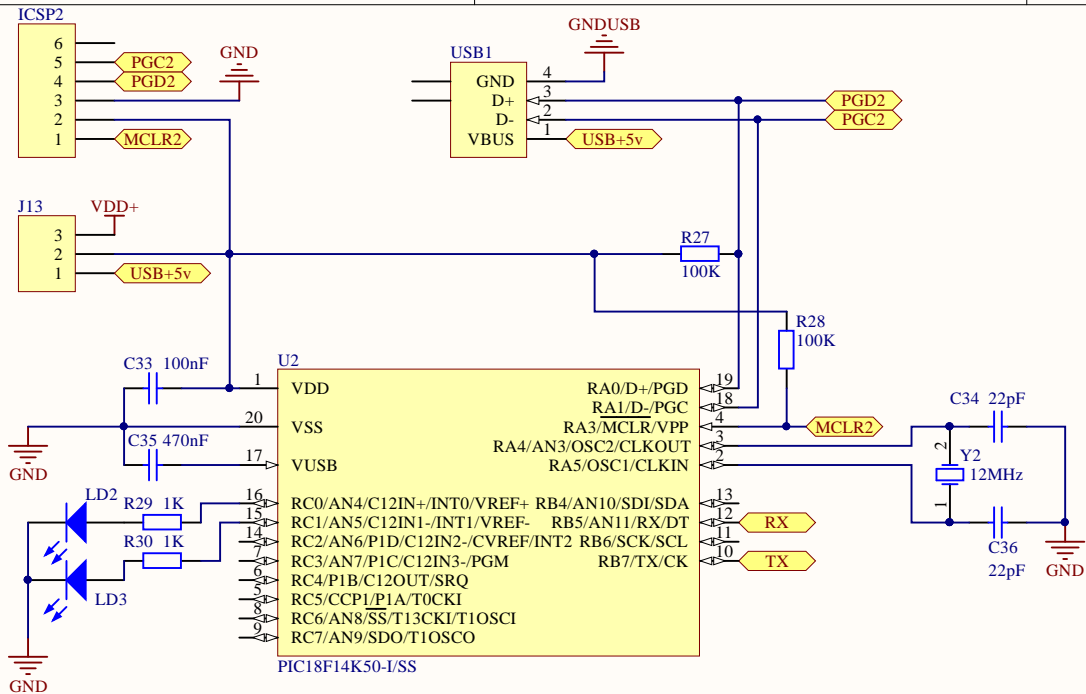 ICSP2
6
5 PGC2
4 PGD2
3
2
1 MCLR2
GND
GNDUSB
USB1
GND 4
D+ 3
D- 2
VBUS 1 USB+5v
PGD2
PGC2
J13
VDD+
3
2
1 USB+5v
R27
100K
R28
100K
C33 100nF
C35 470nF
GND
U2
1 VDD
20 VSS
17 VUSB
16 RC0/AN4/C12IN+/INT0/VREF+
15 RC1/AN5/C12IN1-/INT1/VREF-
14 RC2/AN6/P1D/C12IN2-/CVREF/INT2
7 RC3/AN7/P1C/C12IN3-/PGM
6 RC4/P1B/C12OUT/SRQ
5 RC5/CCP1/P1A/T0CKI
8 RC6/AN8/SS/T13CKI/T1OSCI
9 RC7/AN9/SDO/T1OSCO
RA0/D+/PGD 19
RA1/D-/PGC 18
RA3/MCLR/VPP 4 MCLR2
RA4/AN3/OSC2/CLKOUT 3
RA5/OSC1/CLKIN 2
RB4/AN10/SDI/SDA 13
RB5/AN11/RX/DT 12 RX
RB6/SCK/SCL 11
RB7/TX/CK 10 TX
PIC18F14K50-I/SS
LD2
R29 1K
R30 1K
LD3
GND
C34 22pF
2
Y2
12MHz
1
C36
22pF
GND